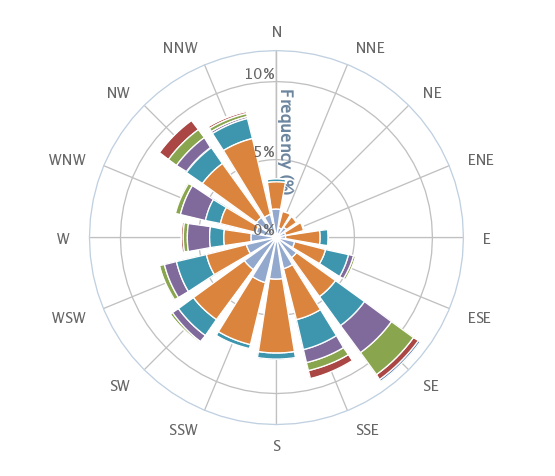 N
NNW
NNE
NW
NE
10%
Frequency (%)
5%
WNW
ENE
0%
W
E
WSW
ESE
SW
SE
SSW
SSE
S